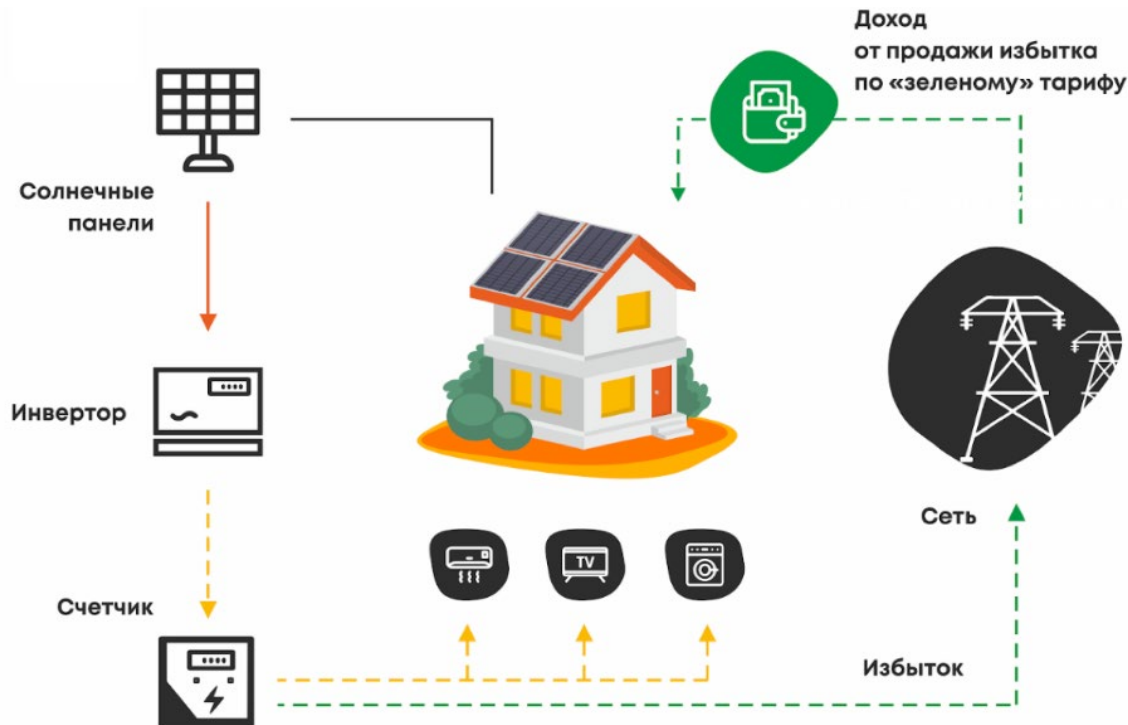 Доход
от продажи избытка
по «зеленому» тарифу
Солнечные
панели
Инвертор
Сеть
TV
Счетчик
Избыток